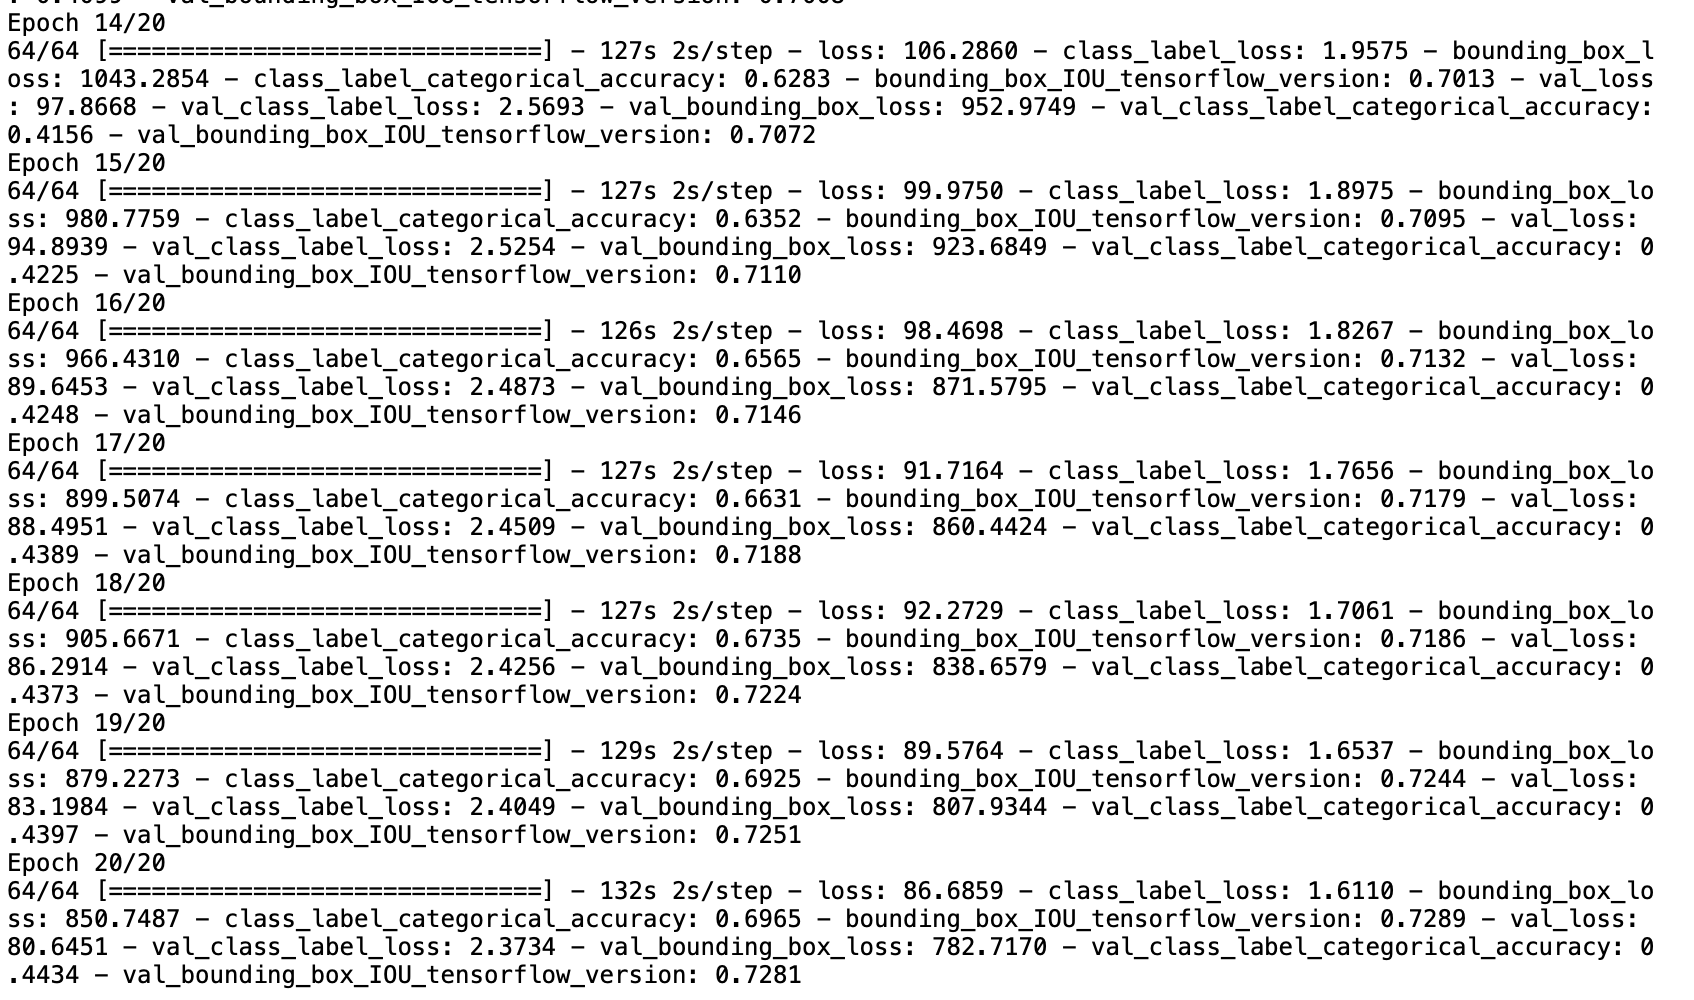 Epoch 14/20
64/64 [==============================] - 127s 2s/step - loss: 106.2860 - class_label_loss: 1.9575 - bounding_box_l
oss: 1043.2854 - class_label_categorical_accuracy: 0.6283 - bounding_box_IOU_tensorflow_version: 0.7013 - val_loss
: 97.8668 - val_class_label_loss: 2.5693 - val_bounding_box_loss: 952.9749 - val_class_label_categorical_accuracy:
0.4156 - val_bounding_box_IOU_tensorflow_version: 0.7072
Epoch 15/20
64/64 [==============================] - 127s 2s/step - loss: 99.9750 - class_label_loss: 1.8975 - bounding_box_lo
ss: 980.7759 - class_label_categorical_accuracy: 0.6352 - bounding_box_IOU_tensorflow_version: 0.7095 - val_loss:
94.8939 - val_class_label_loss: 2.5254 - val_bounding_box_loss: 923.6849 - val_class_label_categorical_accuracy: 0
.4225 - val_bounding_box_IOU_tensorflow_version: 0.7110
Epoch 16/20
64/64 [==============================] - 126s 2s/step - loss: 98.4698 - class_label_loss: 1.8267 - bounding_box_lo
ss: 966.4310 - class_label_categorical_accuracy: 0.6565 - bounding_box_IOU_tensorflow_version: 0.7132 - val_loss:
89.6453 - val_class_label_loss: 2.4873 - val_bounding_box_loss: 871.5795 - val_class_label_categorical_accuracy: 0
.4248 - val_bounding_box_IOU_tensorflow_version: 0.7146
Epoch 17/20
64/64 [==============================] - 127s 2s/step - loss: 91.7164 - class_label_loss: 1.7656 - bounding_box_lo
ss: 899.5074 - class_label_categorical_accuracy: 0.6631 - bounding_box_IOU_tensorflow_version: 0.7179 - val_loss:
88.4951 - val_class_label_loss: 2.4509 - val_bounding_box_loss: 860.4424 - val_class_label_categorical_accuracy: 0
.4389 - val_bounding_box_IOU_tensorflow_version: 0.7188
Epoch 18/20
64/64 [==============================] - 127s 2s/step - loss: 92.2729 - class_label_loss: 1.7061 - bounding_box_lo
ss: 905.6671 - class_label_categorical_accuracy: 0.6735 - bounding_box_IOU_tensorflow_version: 0.7186 - val_loss:
86.2914 - val_class_label_loss: 2.4256 - val_bounding_box_loss: 838.6579 - val_class_label_categorical_accuracy: 0
.4373 - val_bounding_box_IOU_tensorflow_version: 0.7224
Epoch 19/20
64/64 [==============================] - 129s 2s/step - loss: 89.5764 - class_label_loss: 1.6537 - bounding_box_lo
ss: 879.2273 - class_label_categorical_accuracy: 0.6925 - bounding_box_IOU_tensorflow_version: 0.7244 - val_loss:
83.1984 - val_class_label_loss: 2.4049 - val_bounding_box_loss: 807.9344 - val_class_label_categorical_accuracy: 0
.4397 - val_bounding_box_IOU_tensorflow_version: 0.7251
Epoch 20/20
64/64 [==============================] - 132s 2s/step - loss: 86.6859 - class_label_loss: 1.6110 - bounding_box_lo
ss: 850.7487 - class_label_categorical_accuracy: 0.6965 - bounding_box_IOU_tensorflow_version: 0.7289 - val_loss:
80.6451 - val_class_label_loss: 2.3734 - val_bounding_box_loss: 782.7170 - val_class_label_categorical_accuracy: 0
.4434 - val_bounding_box_IOU_tensorflow_version: 0.7281